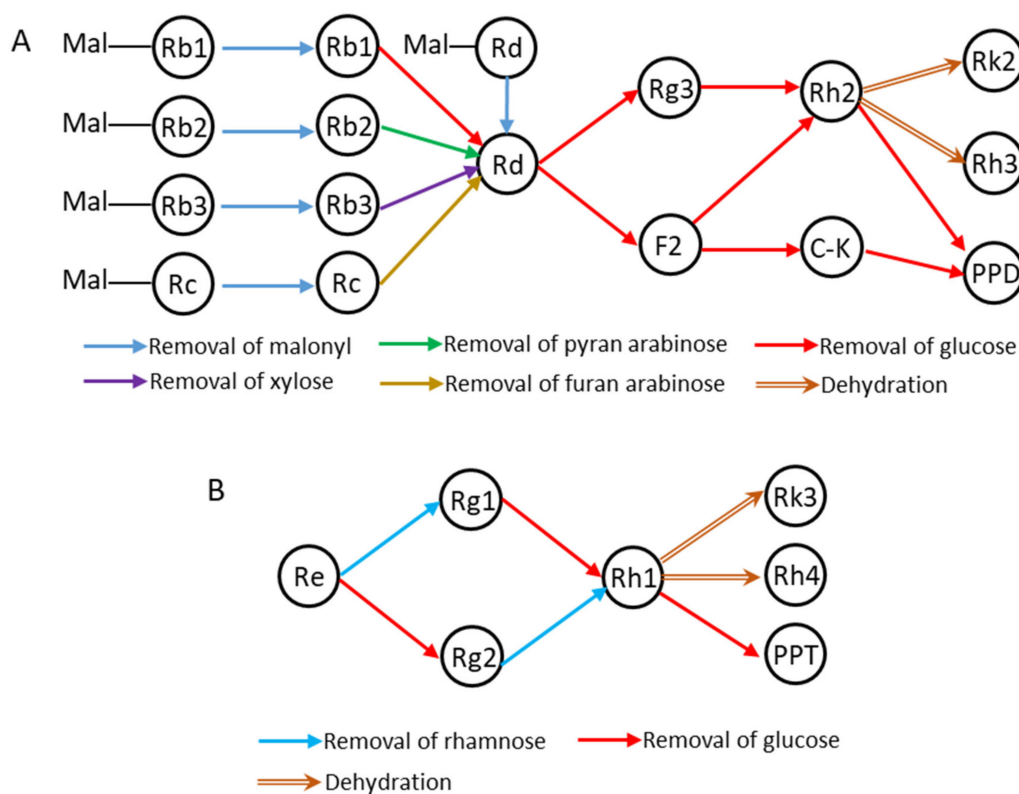 A
Mal Rb1 Rb1 Mal Rd
Rk2
Rg3 Rh2
Mal Rb2 Rb2
Rd Rh3
Mal Rb3 Rb3
F2 C-K
PPD
Mal Rc Rc
Removal of malonyl Removal of pyran arabinose Removal of glucose
Removal of xylose Removal of furan arabinose Dehydration
B
Rg1 Rk3
Re Rh1 Rh4
Rg2 PPT
Removal of rhamnose Removal of glucose
Dehydration